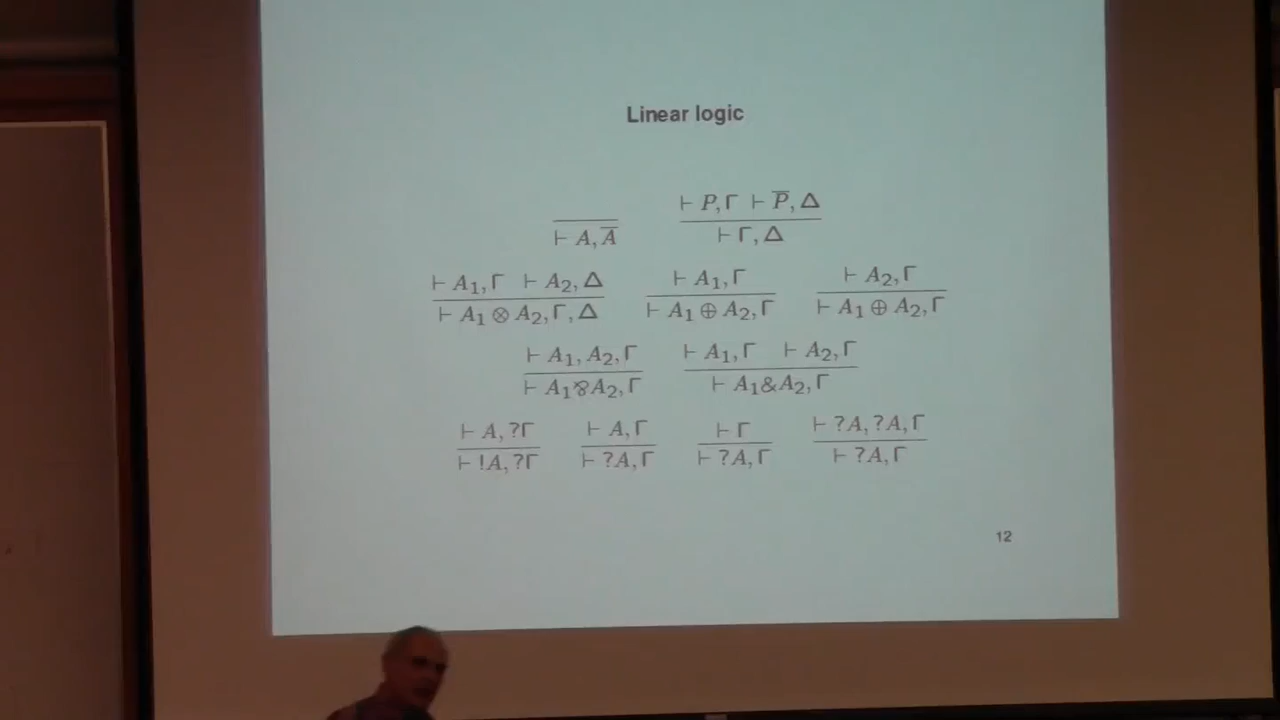 Linear logic
⊢ P, Γ ⊢ P̅, Δ
⊢ A, A̅ ⊢ Γ, Δ
⊢ A₁, Γ ⊢ A₂, Δ ⊢ A₁, Γ ⊢ A₂, Γ
⊢ A₁ ⊗ A₂, Γ, Δ ⊢ A₁ ⊕ A₂, Γ ⊢ A₁ ⊕ A₂, Γ
⊢ A₁, A₂, Γ ⊢ A₁, Γ ⊢ A₂, Γ
⊢ A₁⅋A₂, Γ ⊢ A₁&A₂, Γ
⊢ A, ?Γ ⊢ A, Γ ⊢ Γ ⊢ ?A, ?A, Γ
⊢ !A, ?Γ ⊢ ?A, Γ ⊢ ?A, Γ ⊢ ?A, Γ
12